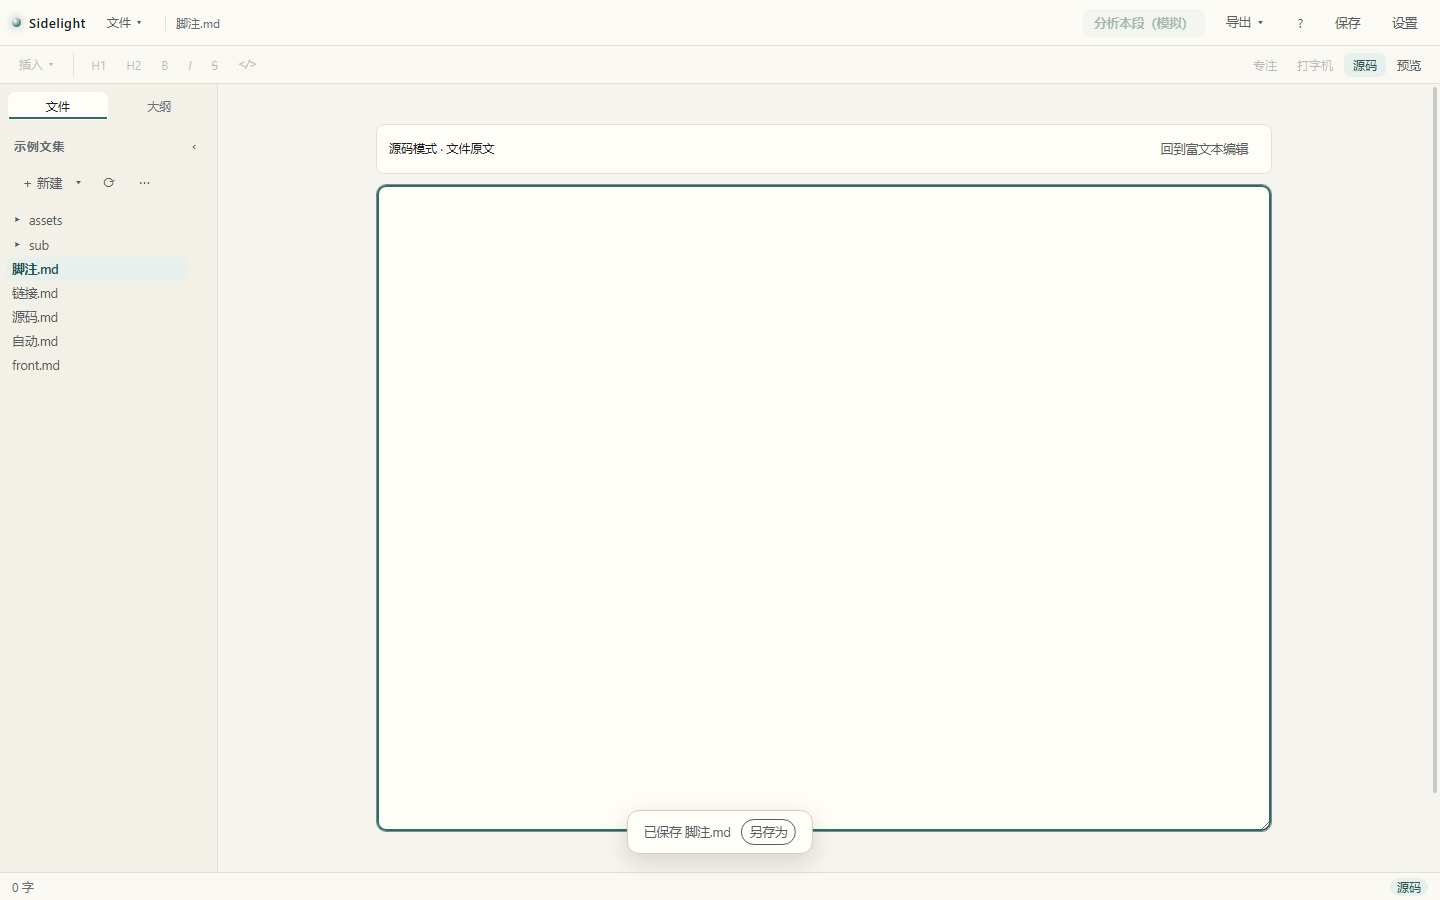 Sidelight 文件 脚注.md 分析本段（模拟） 导出 ? 保存 设置
插入 H1 H2 B I S </> 专注 打字机 源码 预览
文件 大纲
示例文集
+ 新建 ···
assets
sub
脚注.md
链接.md
源码.md
自动.md
front.md
源码模式 · 文件原文 回到富文本编辑
已保存 脚注.md 另存为
0 字 源码